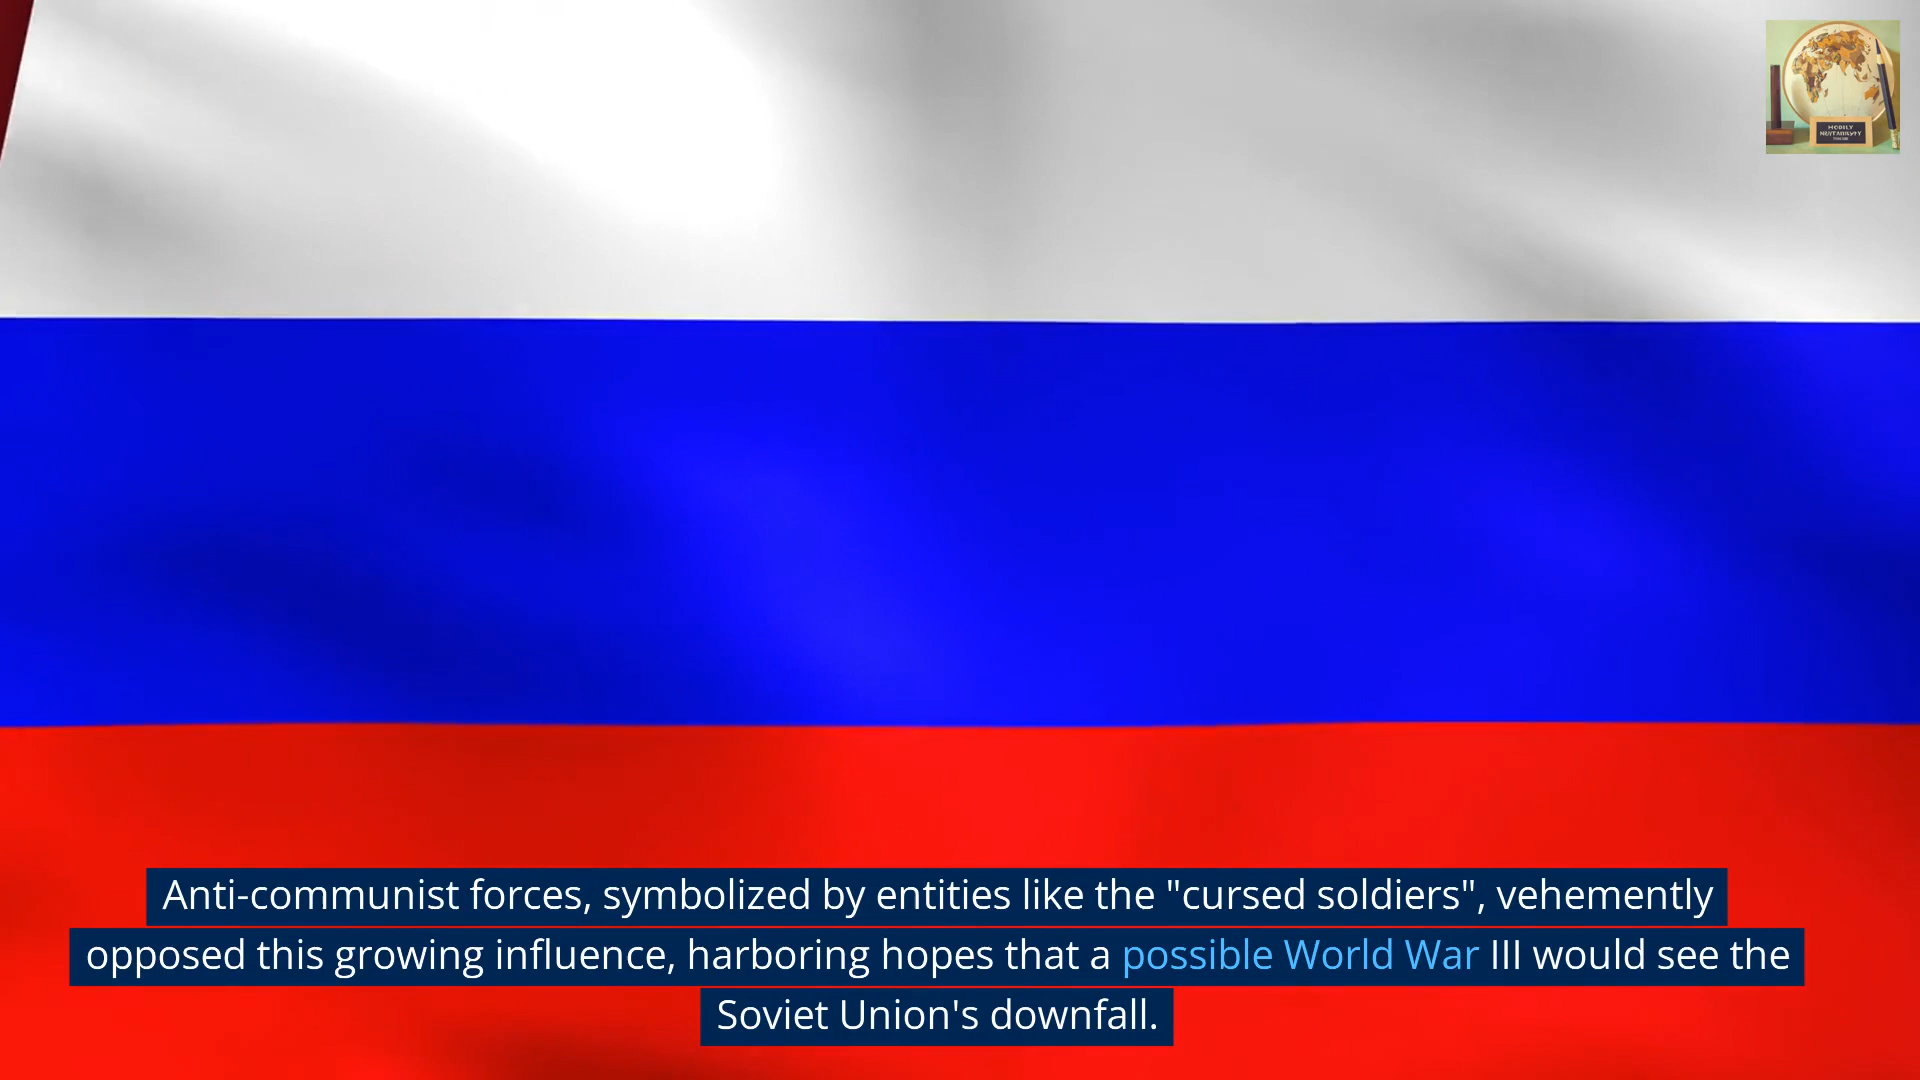 Anti-communist forces, symbolized by entities like the "cursed soldiers", vehemently
opposed this growing influence, harboring hopes that a possible World War III would see the
Soviet Union's downfall.